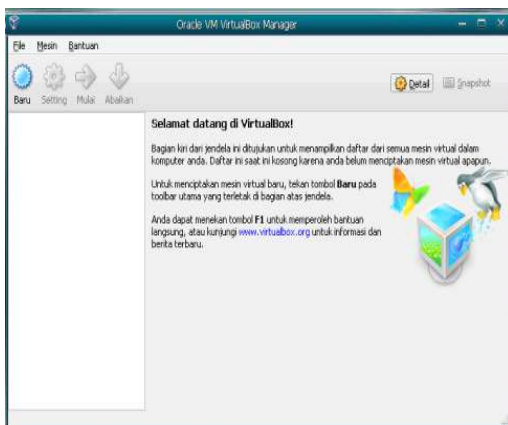 Oracle VM VirtualBox Manager
File Mesin Bantuan
Baru Setting Mulai Abaikan
Detail Snapshot
Selamat datang di VirtualBox!
Bagian kiri dari jendela ini ditujukan untuk menampilkan daftar dari semua mesin virtual dalam
komputer anda. Daftar ini saat ini kosong karena anda belum menciptakan mesin virtual apapun.
Untuk menciptakan mesin virtual baru, tekan tombol Baru pada
toolbar utama yang terletak di bagian atas jendela.
Anda dapat menekan tombol F1 untuk memperoleh bantuan
langsung, atau kunjungi www.virtualbox.org untuk informasi dan
berita terbaru.